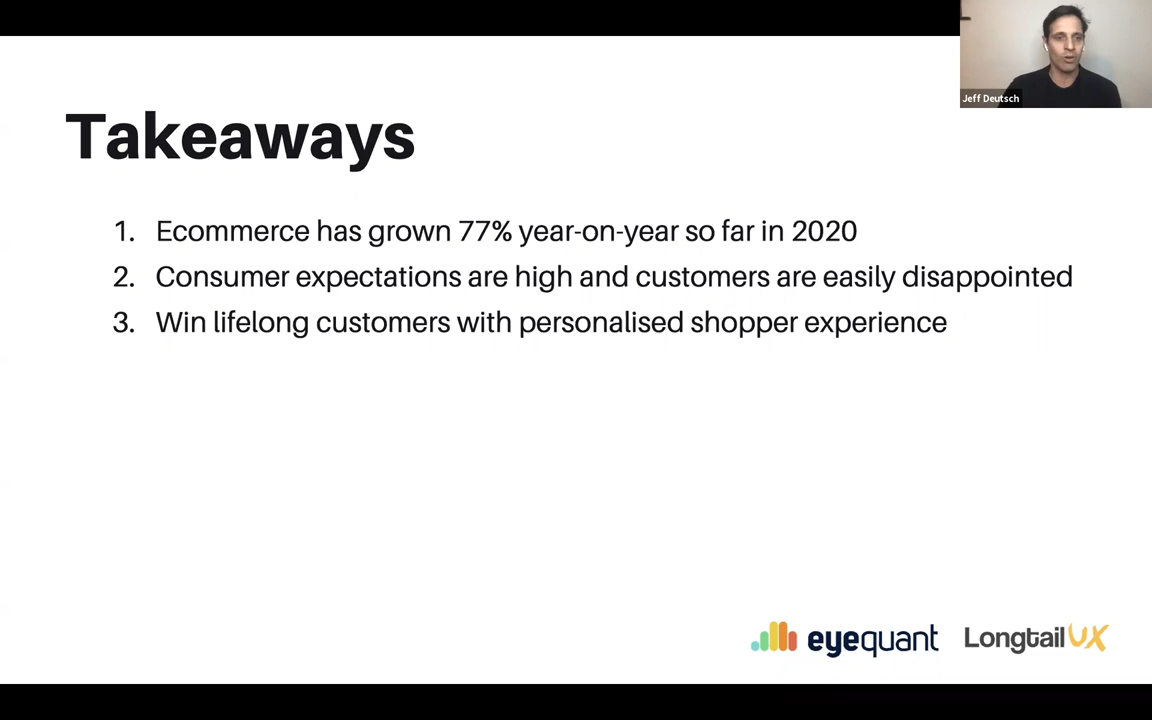 Jeff Deutsch
Takeaways
1. Ecommerce has grown 77% year-on-year so far in 2020
2. Consumer expectations are high and customers are easily disappointed
3. Win lifelong customers with personalised shopper experience
eyequant LongtailUX